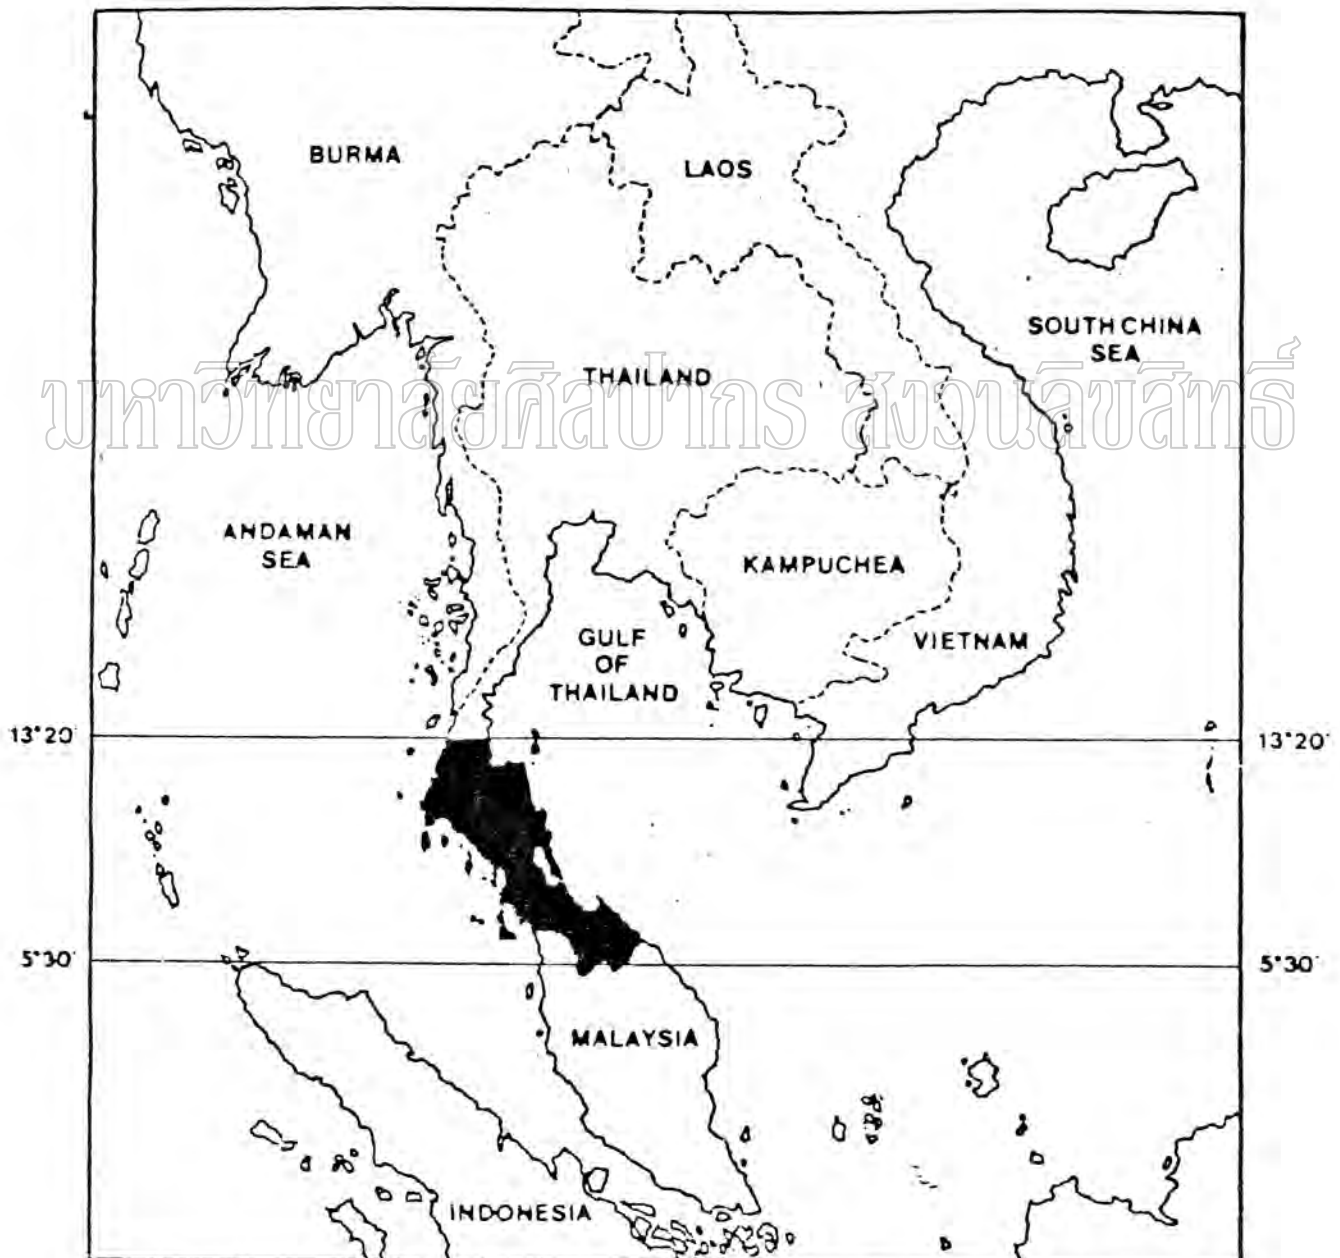 BURMA
LAOS
SOUTH CHINA
SEA
THAILAND
มหาวิทยาลัยศิลปากร สงวนลิขสิทธิ์
ANDAMAN
SEA
KAMPUCHEA
GULF
OF
THAILAND
VIETNAM
13°20'
13°20'
5°30'
5°30'
MALAYSIA
INDONESIA